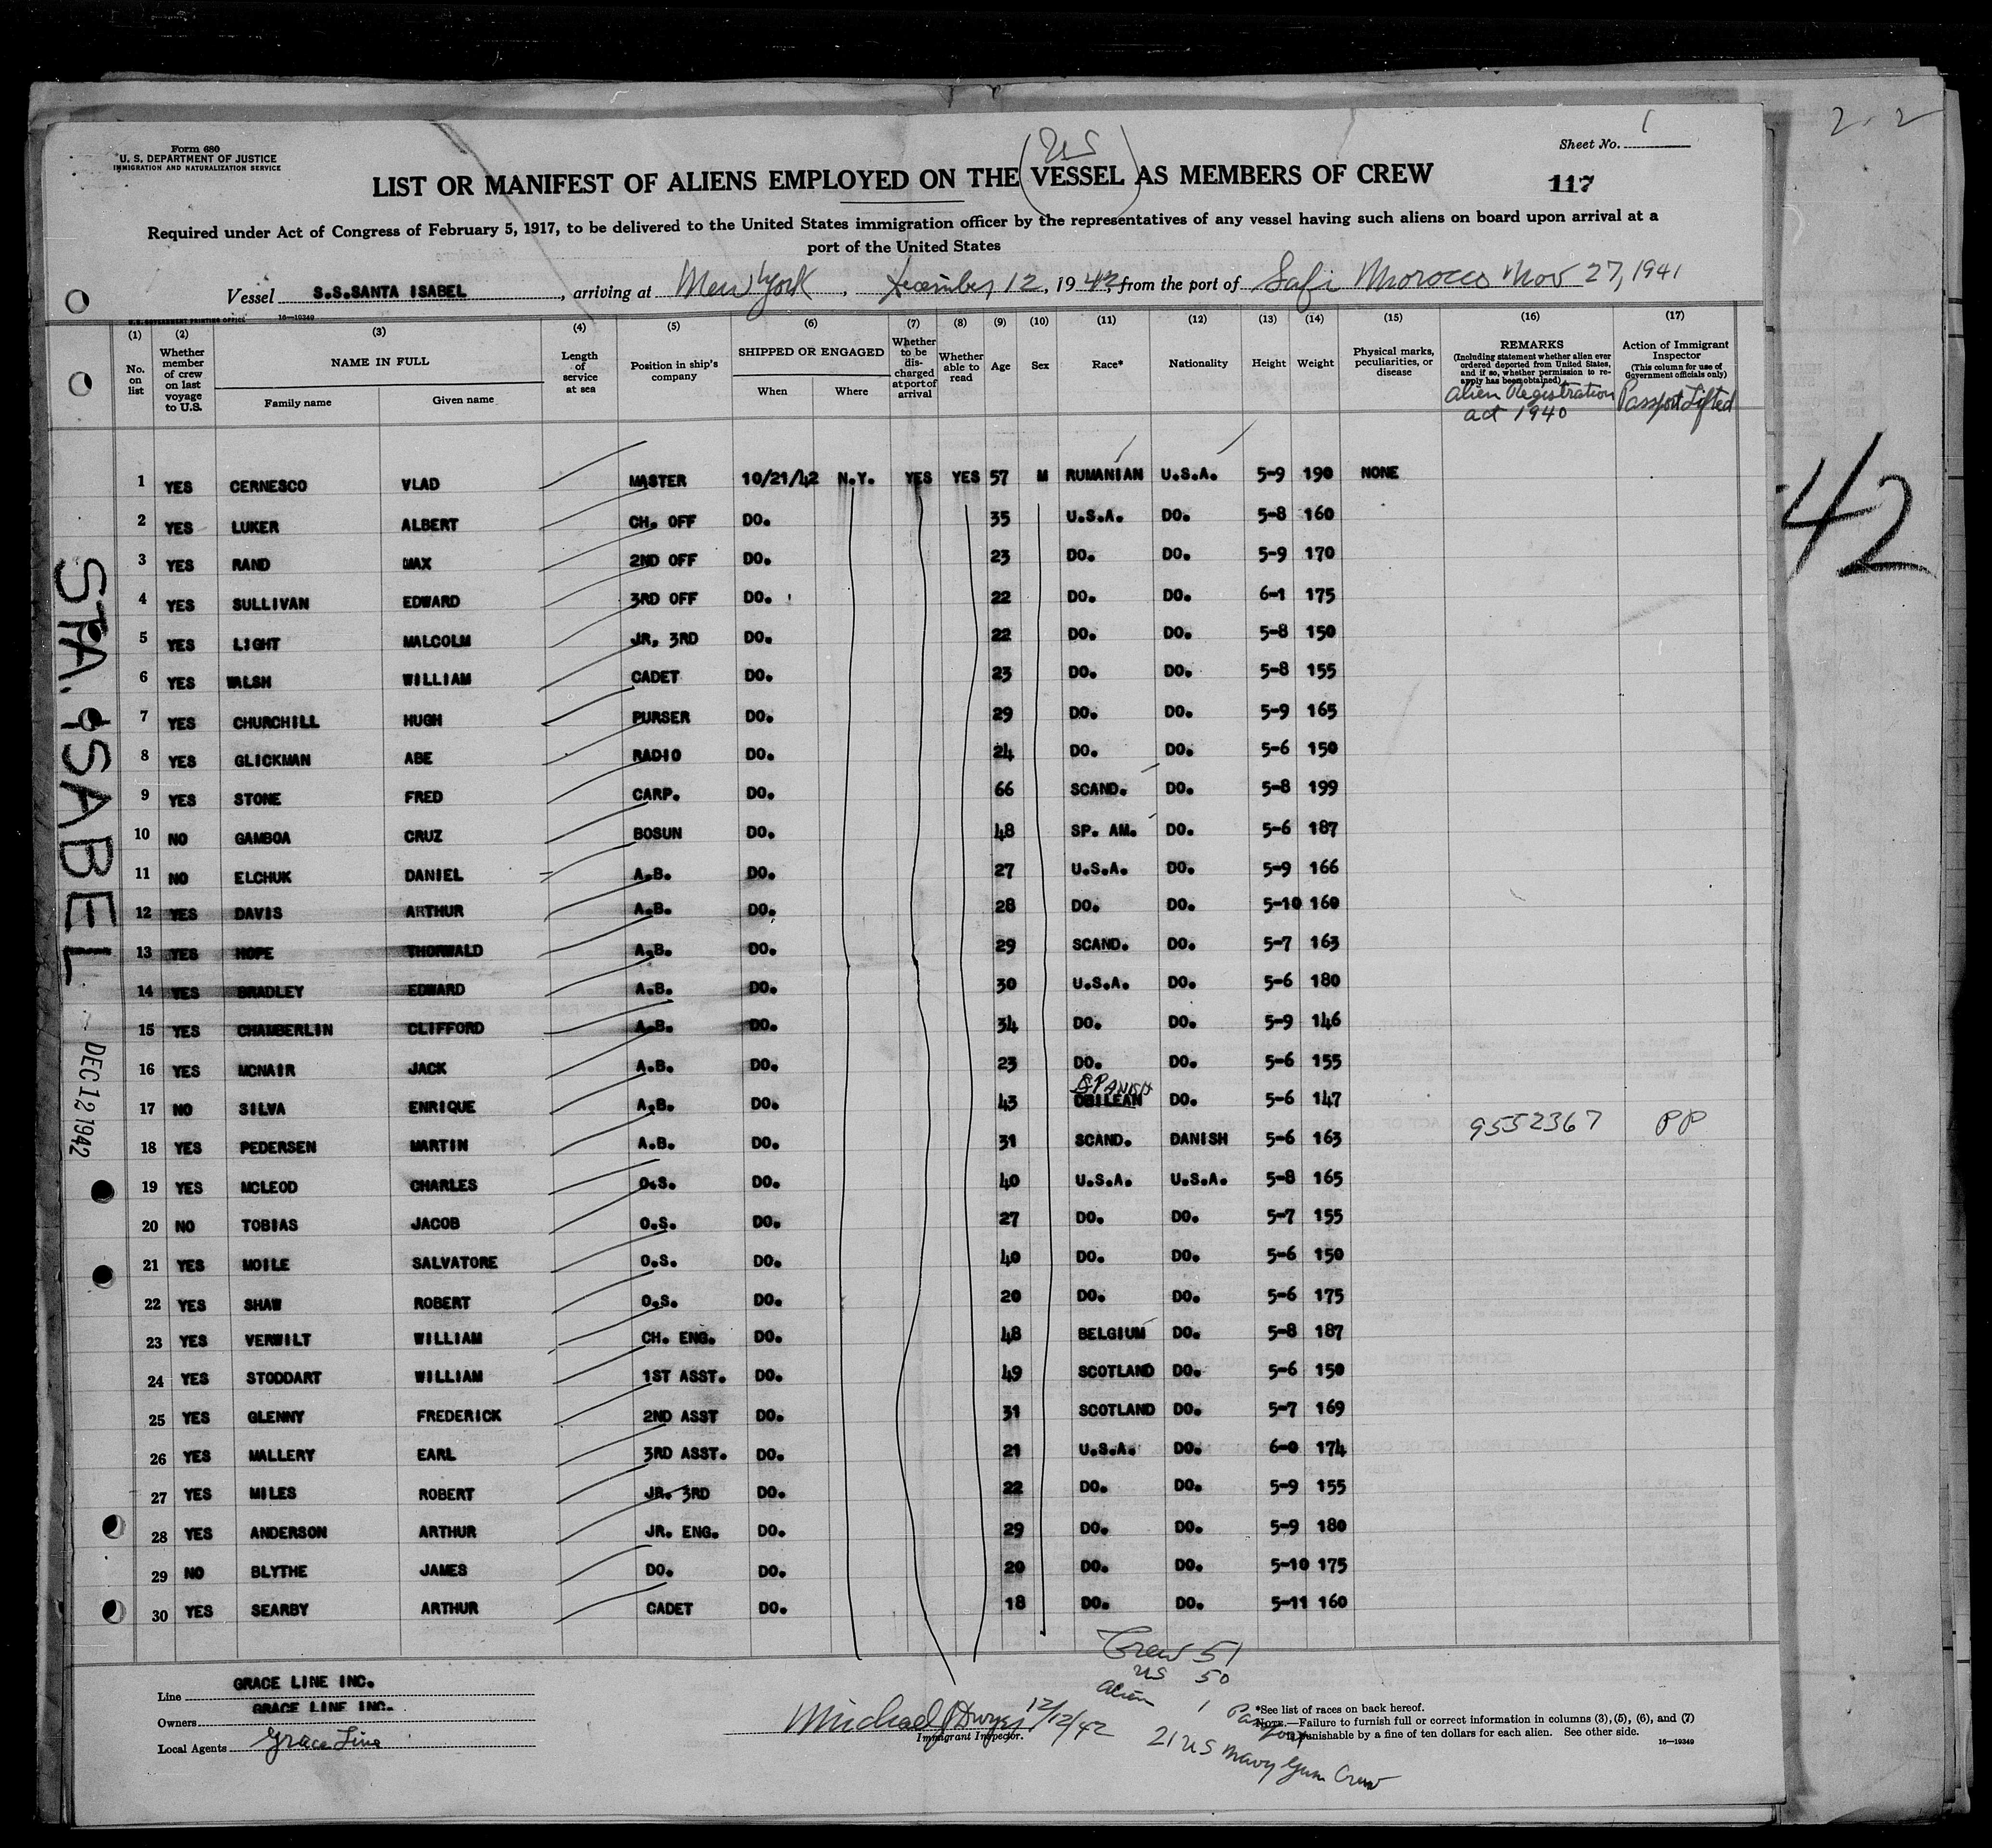 2.2
Form 680
U. S. DEPARTMENT OF JUSTICE
IMMIGRATION AND NATURALIZATION SERVICE
Sheet No. 1
(US)
LIST OR MANIFEST OF ALIENS EMPLOYED ON THE VESSEL AS MEMBERS OF CREW
117
Required under Act of Congress of February 5, 1917, to be delivered to the United States immigration officer by the representatives of any vessel having such aliens on board upon arrival at a
port of the United States
Vessel S.S.SANTA ISABEL, arriving at New York, December 12, 1942, from the port of Safi Morocco Nov 27, 1941
U.S. GOVERNMENT PRINTING OFFICE 16—19349
(1) No. on list
(2) Whether member of crew on last voyage to U.S.
(3) NAME IN FULL
Family name
Given name
(4) Length of service at sea
(5) Position in ship's company
(6) SHIPPED OR ENGAGED
When
Where
(7) Whether to be discharged at port of arrival
(8) Whether able to read
(9) Age
(10) Sex
(11) Race*
(12) Nationality
(13) Height
(14) Weight
(15) Physical marks, peculiarities, or disease
(16) REMARKS (Including statement whether alien ever ordered deported from United States, and if so, whether permission to re-apply has been obtained)
Alien Registration act 1940
(17) Action of Immigrant Inspector (This column for use of Government officials only)
Passport Lifted
1 YES CERNESCO VLAD MASTER 10/21/42 N.Y. YES YES 57 M RUMANIAN U.S.A. 5-9 190 NONE
2 YES LUKER ALBERT CH. OFF DO. 35 U.S.A. DO. 5-8 160
3 YES RAND MAX 2ND OFF DO. 23 DO. DO. 5-9 170
4 YES SULLIVAN EDWARD 3RD OFF DO. 22 DO. DO. 6-1 175
5 YES LIGHT MALCOLM JR, 3RD DO. 22 DO. DO. 5-8 150
6 YES WALSH WILLIAM CADET DO. 23 DO. DO. 5-8 155
7 YES CHURCHILL HUGH PURSER DO. 29 DO. DO. 5-9 165
8 YES GLICKMAN ABE RADIO DO. 24 DO. DO. 5-6 150
9 YES STONE FRED CARP. DO. 66 SCAND. DO. 5-8 199
10 NO GAMBOA CRUZ BOSUN DO. 48 SP. AM. DO. 5-6 187
11 NO ELCHUK DANIEL A.B. DO. 27 U.S.A. DO. 5-9 166
12 YES DAVIS ARTHUR A.B. DO. 28 DO. DO. 5-10 160
13 YES HOPE THORWALD A.B. DO. 29 SCAND. DO. 5-7 163
14 YES BRADLEY EDWARD A.B. DO. 30 U.S.A. DO. 5-6 180
15 YES CHAMBERLIN CLIFFORD A.B. DO. 34 DO. DO. 5-9 146
16 YES MCNAIR JACK A.B. DO. 23 DO. DO. 5-6 155
17 NO SILVA ENRIQUE A.B. DO. 43 SPANISH DO. 5-6 147
18 YES PEDERSEN MARTIN A.B. DO. 31 SCAND. DANISH 5-6 163 9552367 PP
19 YES MCLEOD CHARLES O.S. DO. 40 U.S.A. U.S.A. 5-8 165
20 NO TOBIAS JACOB O.S. DO. 27 DO. DO. 5-7 155
21 YES MOILE SALVATORE O.S. DO. 40 DO. DO. 5-6 150
22 YES SHAW ROBERT O.S. DO. 20 DO. DO. 5-6 175
23 YES VERWILT WILLIAM CH. ENG. DO. 48 BELGIUM DO. 5-8 187
24 YES STODDART WILLIAM 1ST ASST. DO. 49 SCOTLAND DO. 5-6 150
25 YES GLENNY FREDERICK 2ND ASST DO. 31 SCOTLAND DO. 5-7 169
26 YES MALLERY EARL 3RD ASST. DO. 21 U.S.A. DO. 6-0 174
27 YES MILES ROBERT JR. 3RD DO. 22 DO. DO. 5-9 155
28 YES ANDERSON ARTHUR JR. ENG. DO. 29 DO. DO. 5-9 180
29 NO BLYTHE JAMES DO. DO. 20 DO. DO. 5-10 175
30 YES SEARBY ARTHUR CADET DO. 18 DO. DO. 5-11 160
STA. ISABEL
DEC 12 1942
42
Crew 51
US 50
alien 1 Passport
21 US Navy Gun Crew
Line GRACE LINE INC.
Owners GRACE LINE INC.
Local Agents Grace Line
Michael J Dwyer 12/12/42
Immigrant Inspector.
*See list of races on back hereof.
NOTE.—Failure to furnish full or correct information in columns (3), (5), (6), and (7)
is punishable by a fine of ten dollars for each alien. See other side.
16—19349